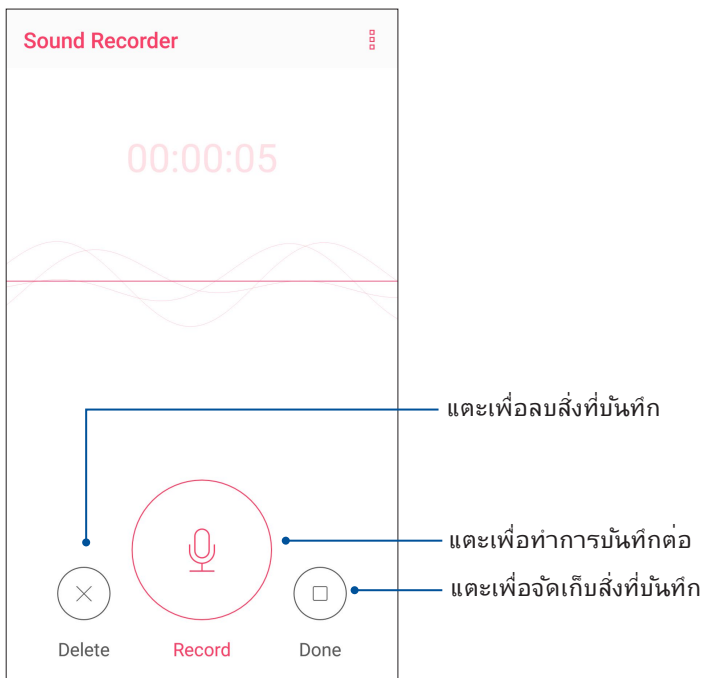 Sound Recorder
00:00:05
แตะเพื่อลบสิ่งที่บันทึก
แตะเพื่อทำการบันทึกต่อ
แตะเพื่อจัดเก็บสิ่งที่บันทึก
Delete
Record
Done